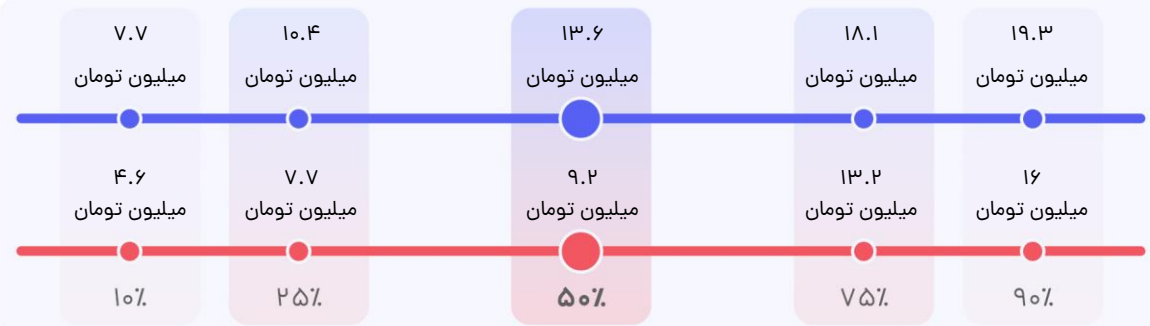 ۷.۷ ۱۰.۴ ۱۳.۶ ۱۸.۱ ۱۹.۳
میلیون تومان میلیون تومان میلیون تومان میلیون تومان میلیون تومان
۴.۶ ۷.۷ ۹.۲ ۱۳.۲ ۱۶
میلیون تومان میلیون تومان میلیون تومان میلیون تومان میلیون تومان
۱۰٪ ۲۵٪ ۵۰٪ ۷۵٪ ۹۰٪